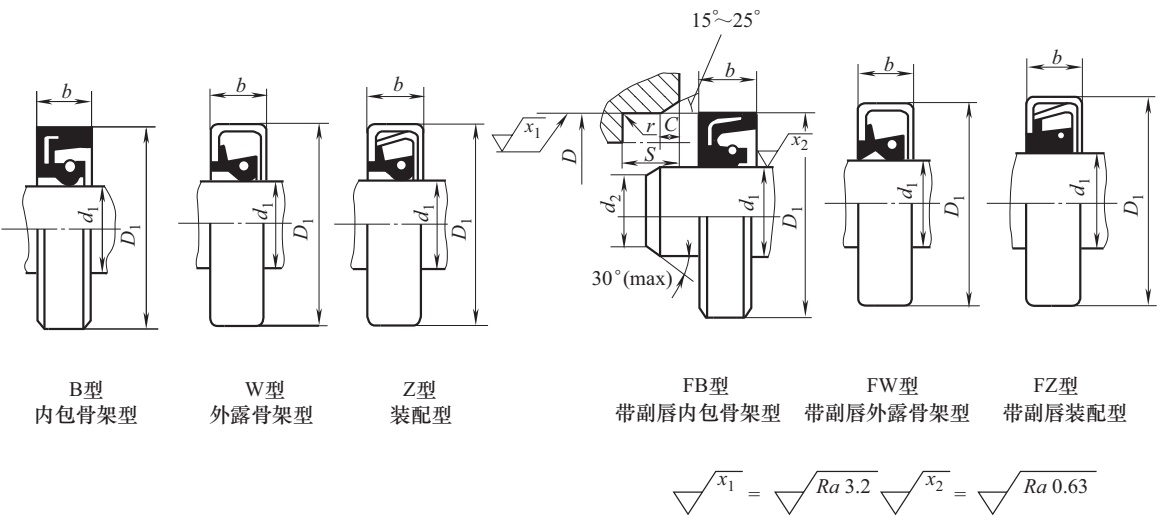 15°~25°
b
b
b
b
b
b
x₁
r
C
S
D
x₂
d₁
D₁
d₁
D₁
d₁
D₁
d₂
d₁
D₁
d₁
D₁
d₁
D₁
30°(max)
B型
内包骨架型
W型
外露骨架型
Z型
装配型
FB型
带副唇内包骨架型
FW型
带副唇外露骨架型
FZ型
带副唇装配型
x₁ = Ra 3.2 x₂ = Ra 0.63